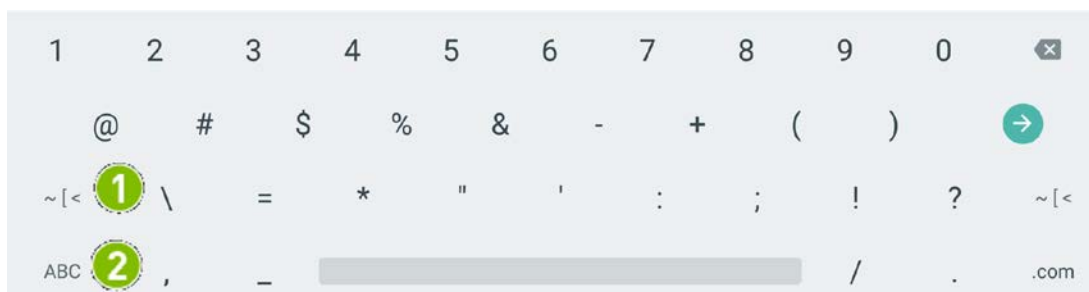 1 2 3 4 5 6 7 8 9 0
@ # $ % & - + ( )
~ [ < 1 \ = * " ' : ; ! ? ~ [ <
ABC 2 , _ / . .com